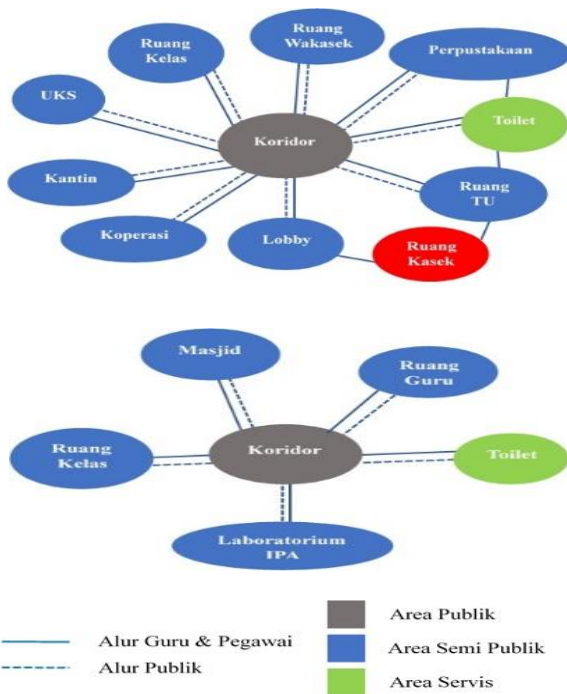 Ruang
Kelas
Ruang
Wakasek
Perpustakaan
UKS
Toilet
Koridor
Kantin
Ruang
TU
Koperasi
Lobby
Ruang
Kasek
Masjid
Ruang
Guru
Ruang
Kelas
Koridor
Toilet
Laboratorium
IPA
Alur Guru & Pegawai
Alur Publik
Area Publik
Area Semi Publik
Area Servis